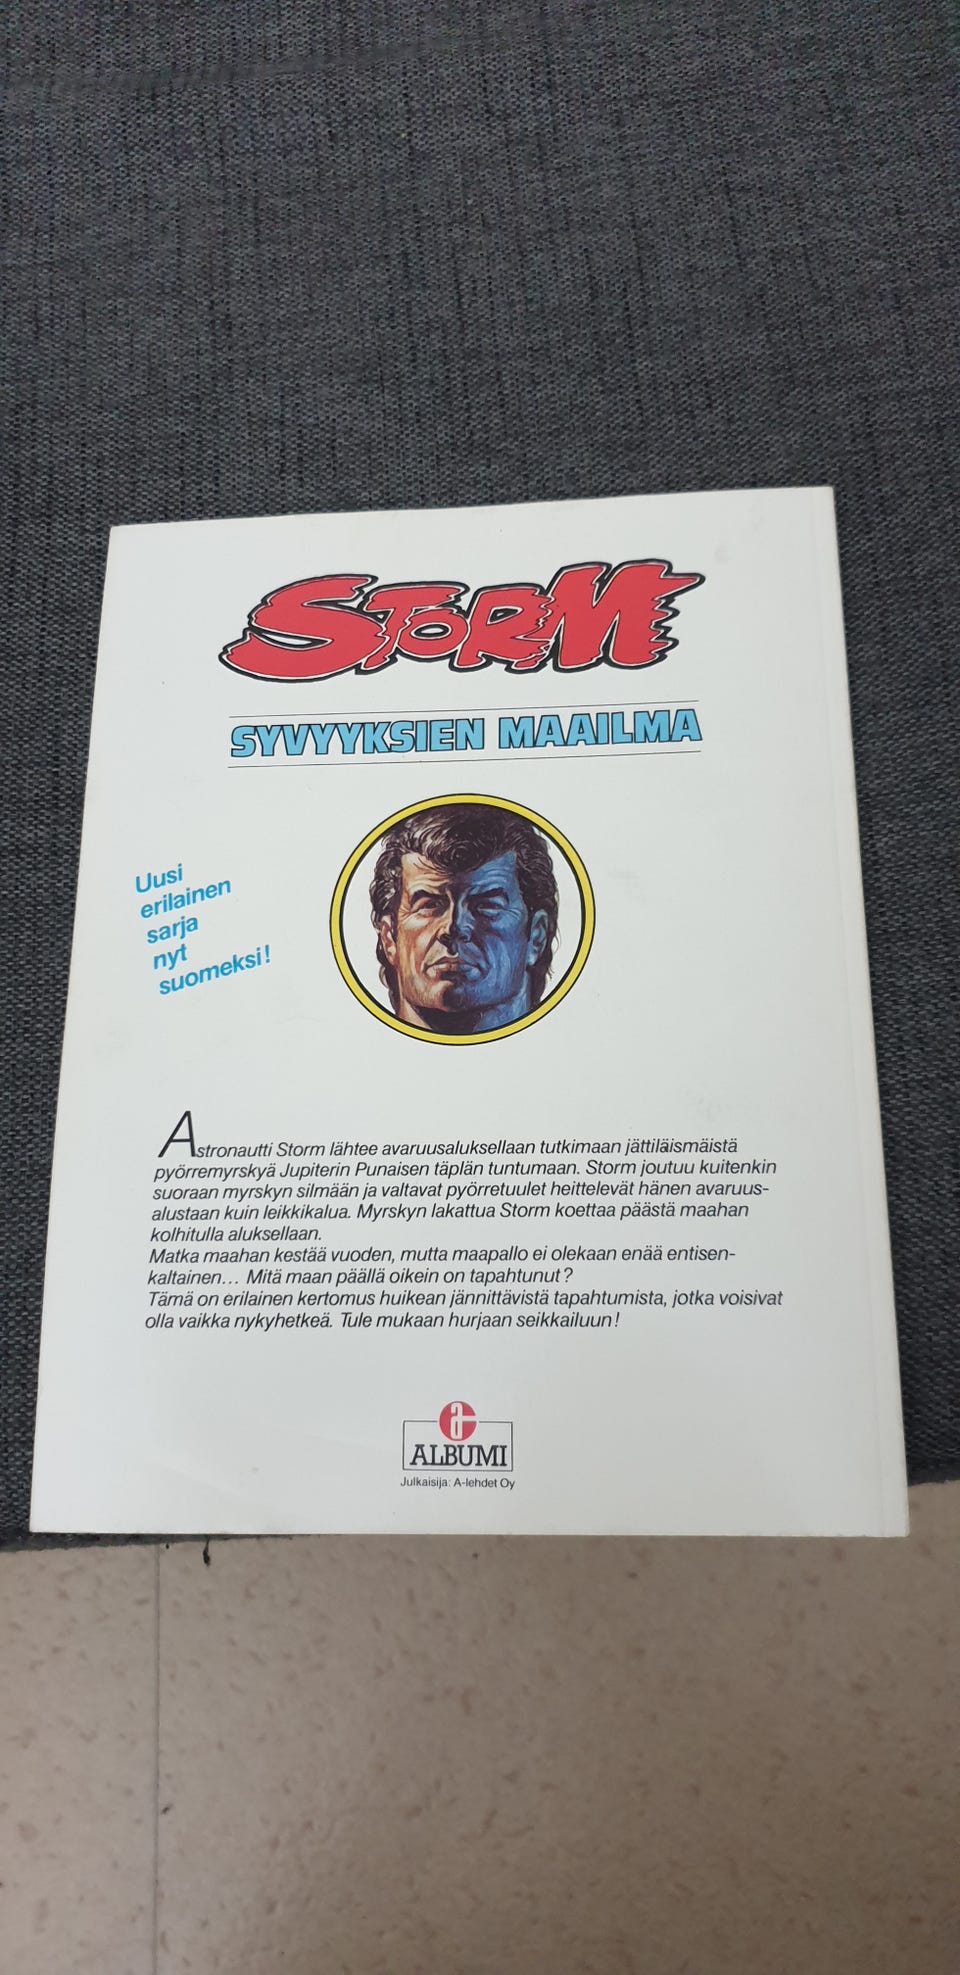 STORM
SYVYYKSIEN MAAILMA
Uusi
erilainen
sarja
nyt
suomeksi!
Astronautti Storm lähtee avaruusaluksellaan tutkimaan jättiläismäistä
pyörremyrskyä Jupiterin Punaisen täplän tuntumaan. Storm joutuu kuitenkin
suoraan myrskyn silmään ja valtavat pyörretuulet heittelevät hänen avaruus-
alustaan kuin leikkikalua. Myrskyn lakattua Storm koettaa päästä maahan
kolhitulla aluksellaan.
Matka maahan kestää vuoden, mutta maapallo ei olekaan enää entisen-
kaltainen... Mitä maan päällä oikein on tapahtunut?
Tämä on erilainen kertomus huikean jännittävistä tapahtumista, jotka voisivat
olla vaikka nykyhetkeä. Tule mukaan hurjaan seikkailuun!
a
ALBUMI
Julkaisija: A-lehdet Oy